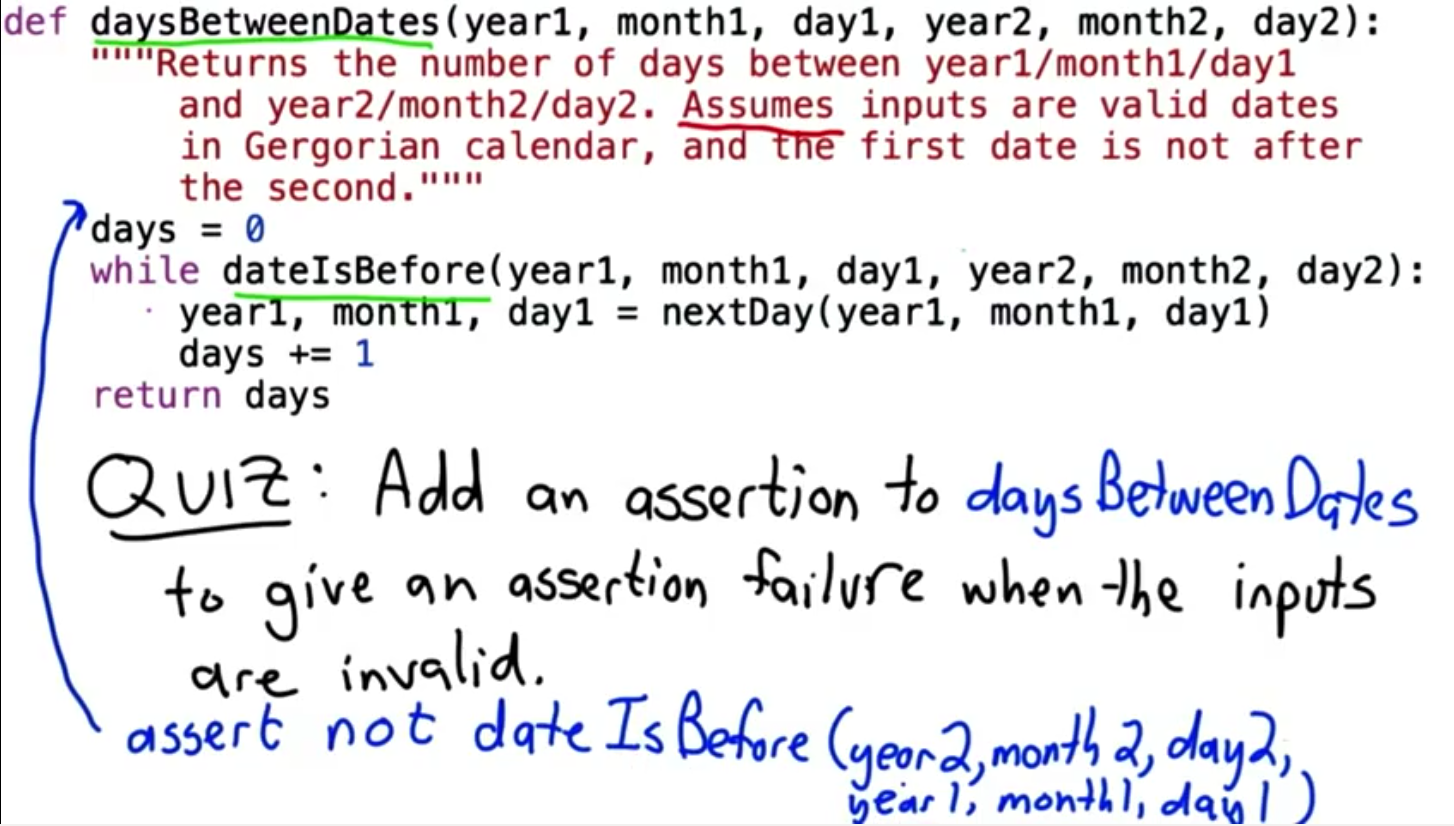 def daysBetweenDates(year1, month1, day1, year2, month2, day2):
"""Returns the number of days between year1/month1/day1
and year2/month2/day2. Assumes inputs are valid dates
in Gergorian calendar, and the first date is not after
the second."""
days = 0
while dateIsBefore(year1, month1, day1, year2, month2, day2):
year1, month1, day1 = nextDay(year1, month1, day1)
days += 1
return days
QUIZ: Add an assertion to daysBetweenDates
to give an assertion failure when the inputs
are invalid.
assert not dateIsBefore (year2, month2, day2,
year1, month1, day1)